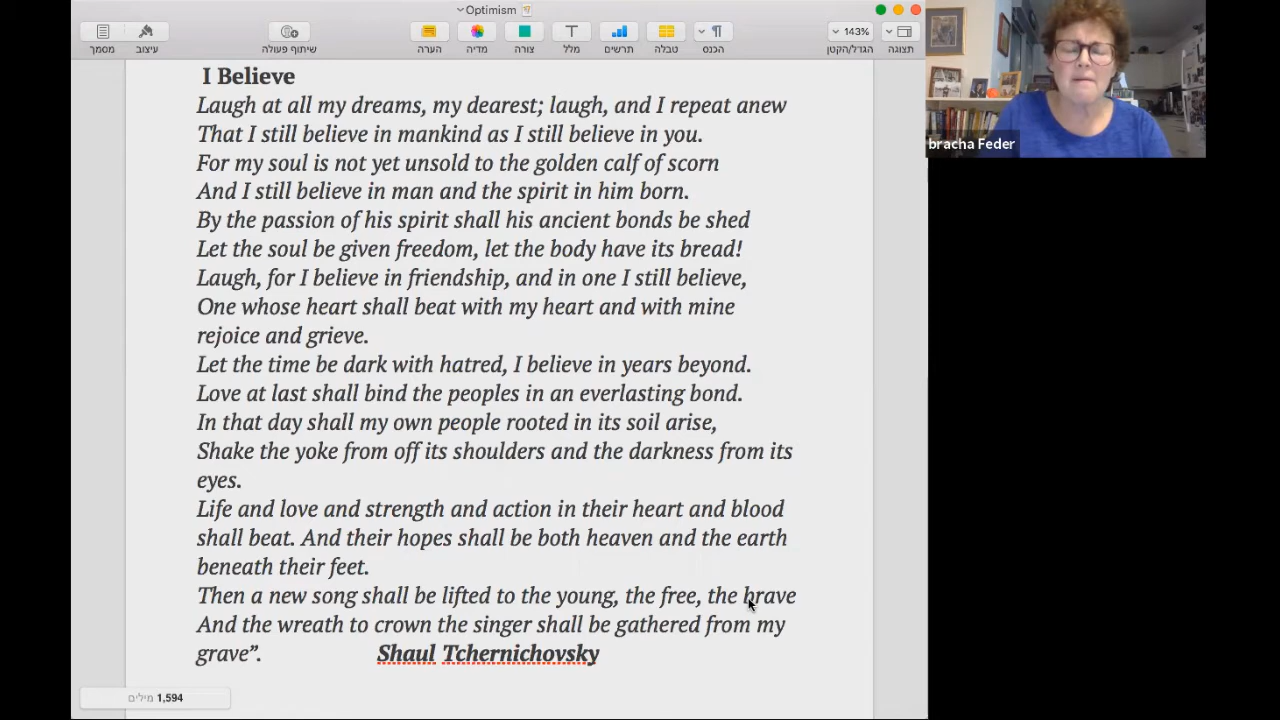 Optimism
מסמך
עיצוב
שיתוף פעולה
הערה
מדיה
צורה
מלל
תרשים
טבלה
הכנס
143%
הגדל/הקטן
תצוגה
I Believe
Laugh at all my dreams, my dearest; laugh, and I repeat anew
That I still believe in mankind as I still believe in you.
For my soul is not yet unsold to the golden calf of scorn
And I still believe in man and the spirit in him born.
By the passion of his spirit shall his ancient bonds be shed
Let the soul be given freedom, let the body have its bread!
Laugh, for I believe in friendship, and in one I still believe,
One whose heart shall beat with my heart and with mine
rejoice and grieve.
Let the time be dark with hatred, I believe in years beyond.
Love at last shall bind the peoples in an everlasting bond.
In that day shall my own people rooted in its soil arise,
Shake the yoke from off its shoulders and the darkness from its
eyes.
Life and love and strength and action in their heart and blood
shall beat. And their hopes shall be both heaven and the earth
beneath their feet.
Then a new song shall be lifted to the young, the free, the brave
And the wreath to crown the singer shall be gathered from my
grave”. Shaul Tchernichovsky
1,594 מילים
bracha Feder